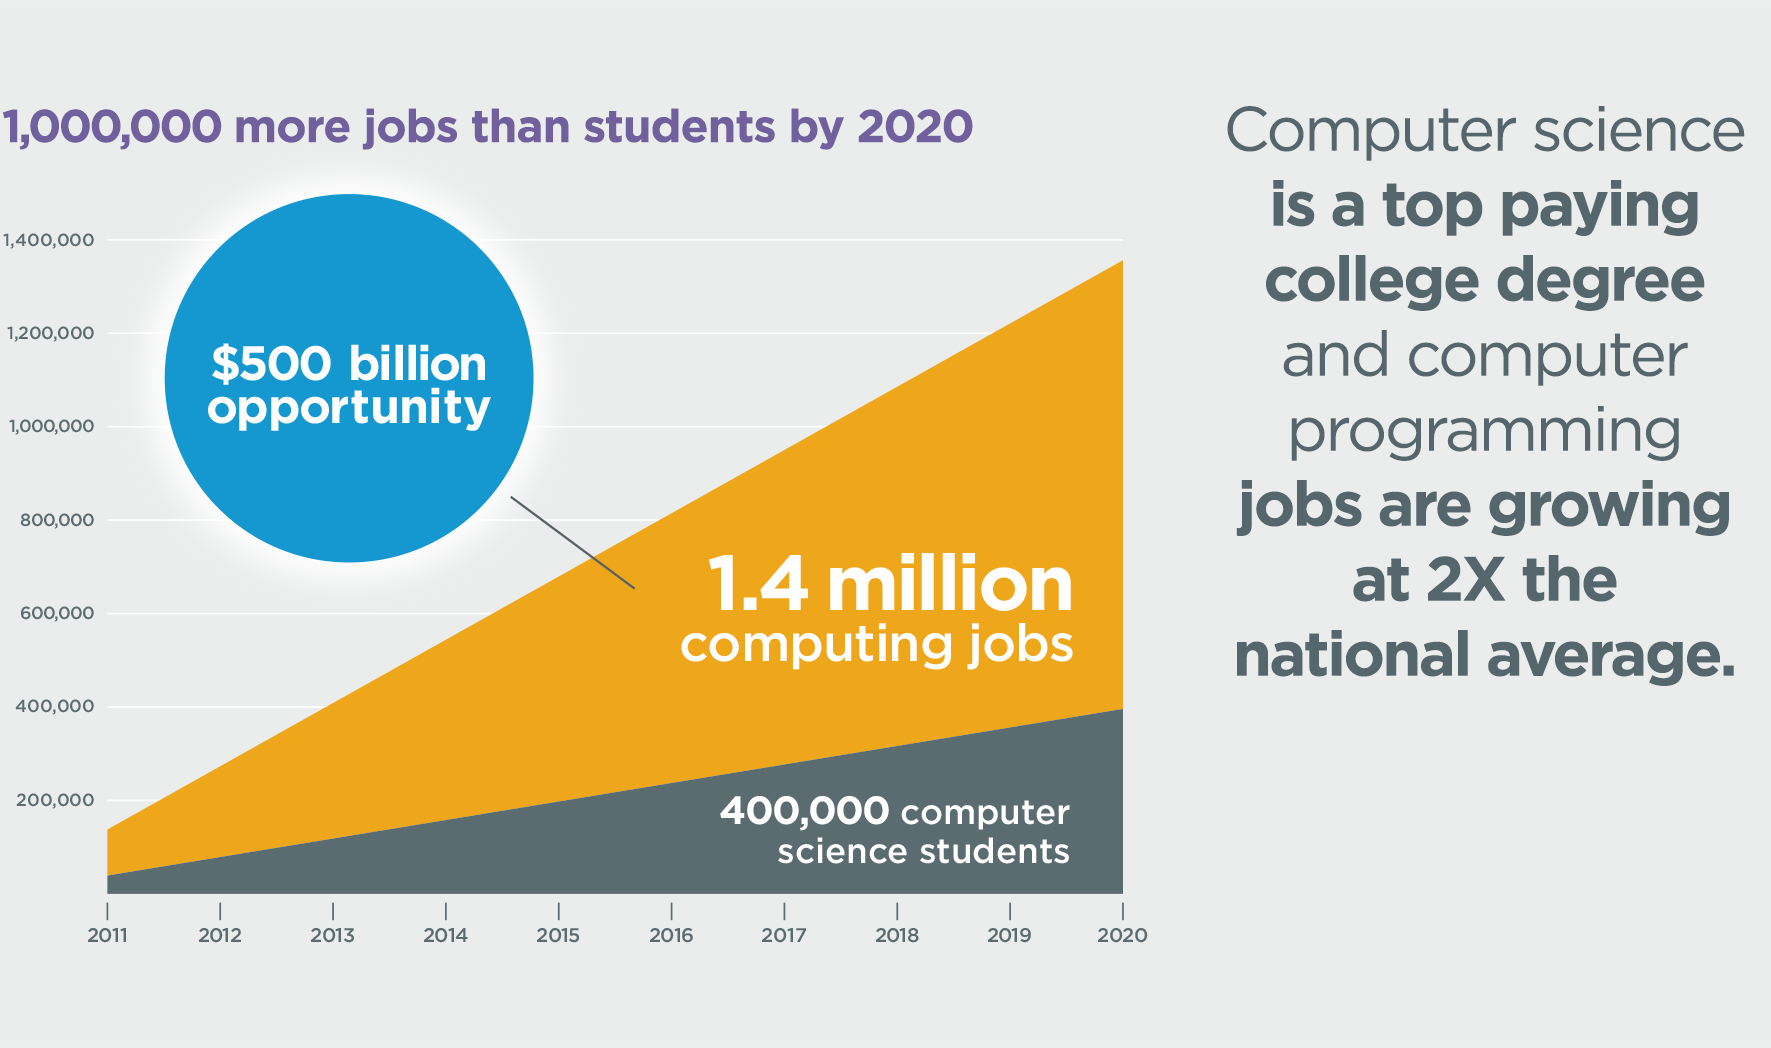 1,000,000 more jobs than students by 2020
1,400,000
1,200,000
1,000,000
800,000
600,000
400,000
200,000
$500 billion
opportunity
1.4 million
computing jobs
400,000 computer
science students
2011 2012 2013 2014 2015 2016 2017 2018 2019 2020
Computer science
is a top paying
college degree
and computer
programming
jobs are growing
at 2X the
national average.